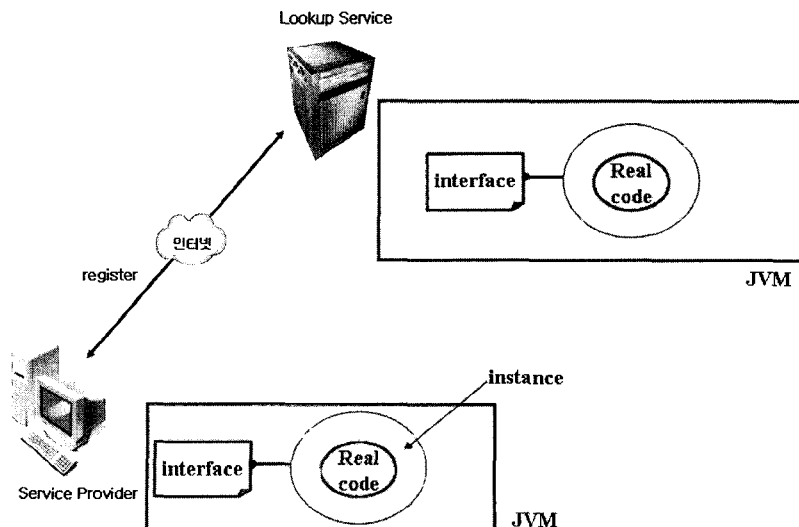 Lookup Service
interface
Real
code
인터넷
register
JVM
instance
interface
Real
code
Service Provider
JVM